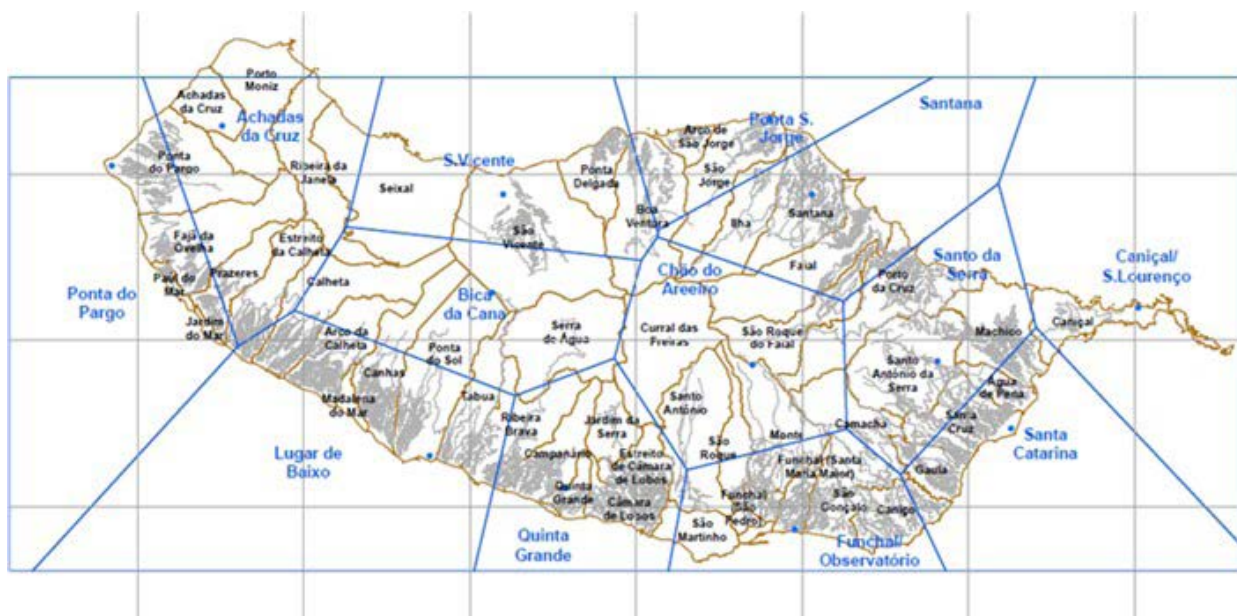 Porto
Moniz
Achadas
da Cruz
Achadas
da Cruz
Ponta
do Pargo
Ribeira da
Janela
Seixal
S.Vicente
Ponta
Delgada
Arco de
São Jorge
Ponta S.
Jorge
Santana
São
Jorge
Boa
Ventura
Ilha
Santana
São
Vicente
Fajã da
Ovelha
Estreito
da Calheta
Prazeres
Paul do
Mar
Calheta
Ponta do
Pargo
Jardim
do Mar
Bica
da Cana
Chão do
Areeiro
Faial
Porto
da Cruz
Santo da
Serra
Caniçal/
S.Lourenço
Caniçal
Machico
Arco da
Calheta
Ponta
do Sol
Serra
de Água
Curral das
Freiras
São Roque
do Faial
Santo
António da
Serra
Água
de Pena
Canhas
Madalena
do Mar
Tabua
Ribeira
Brava
Jardim da
Serra
Santo
António
São
Roque
Monte
Camacha
Santa
Cruz
Santa
Catarina
Lugar de
Baixo
Campanário
Estreito
de Câmara
de Lobos
Funchal (Santa
Maria Maior)
Gaula
Quinta
Grande
Câmara
de Lobos
Funchal
(São
Pedro)
São
Gonçalo
Caniço
São
Martinho
Quinta
Grande
Funchal/
Observatório